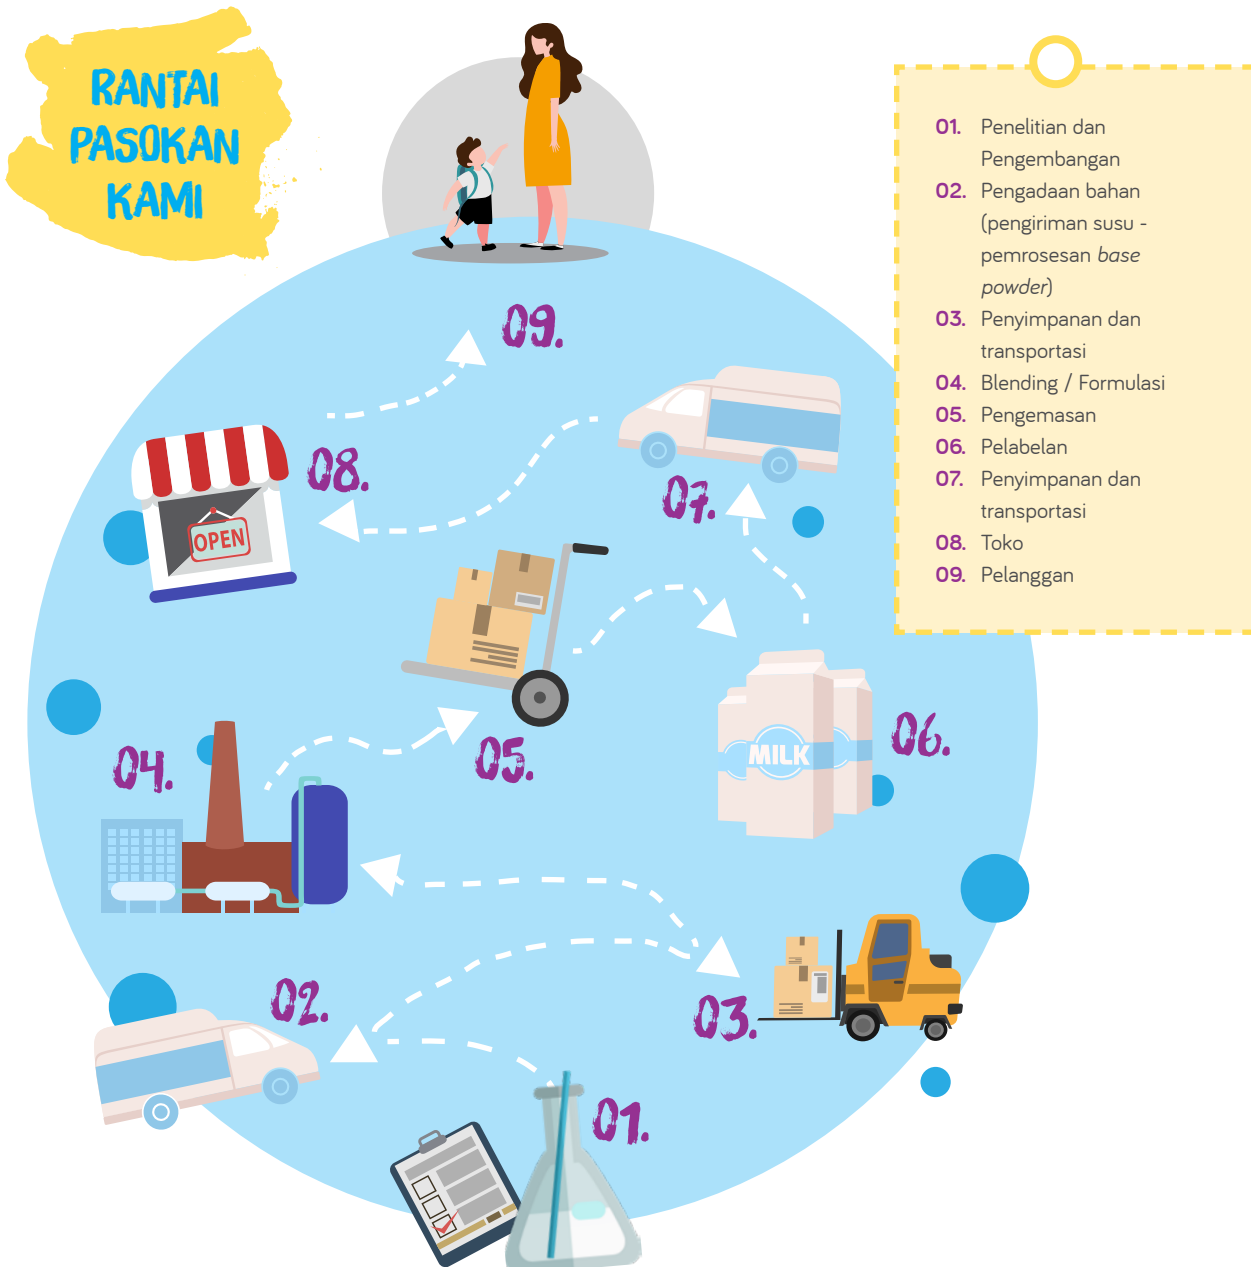 RANTAI
PASOKAN
KAMI
01. Penelitian dan
Pengembangan
02. Pengadaan bahan
(pengiriman susu -
pemrosesan base
powder)
03. Penyimpanan dan
transportasi
04. Blending / Formulasi
05. Pengemasan
06. Pelabelan
07. Penyimpanan dan
transportasi
08. Toko
09. Pelanggan
09.
08.
07.
OPEN
06.
MILK
05.
04.
03.
02.
01.